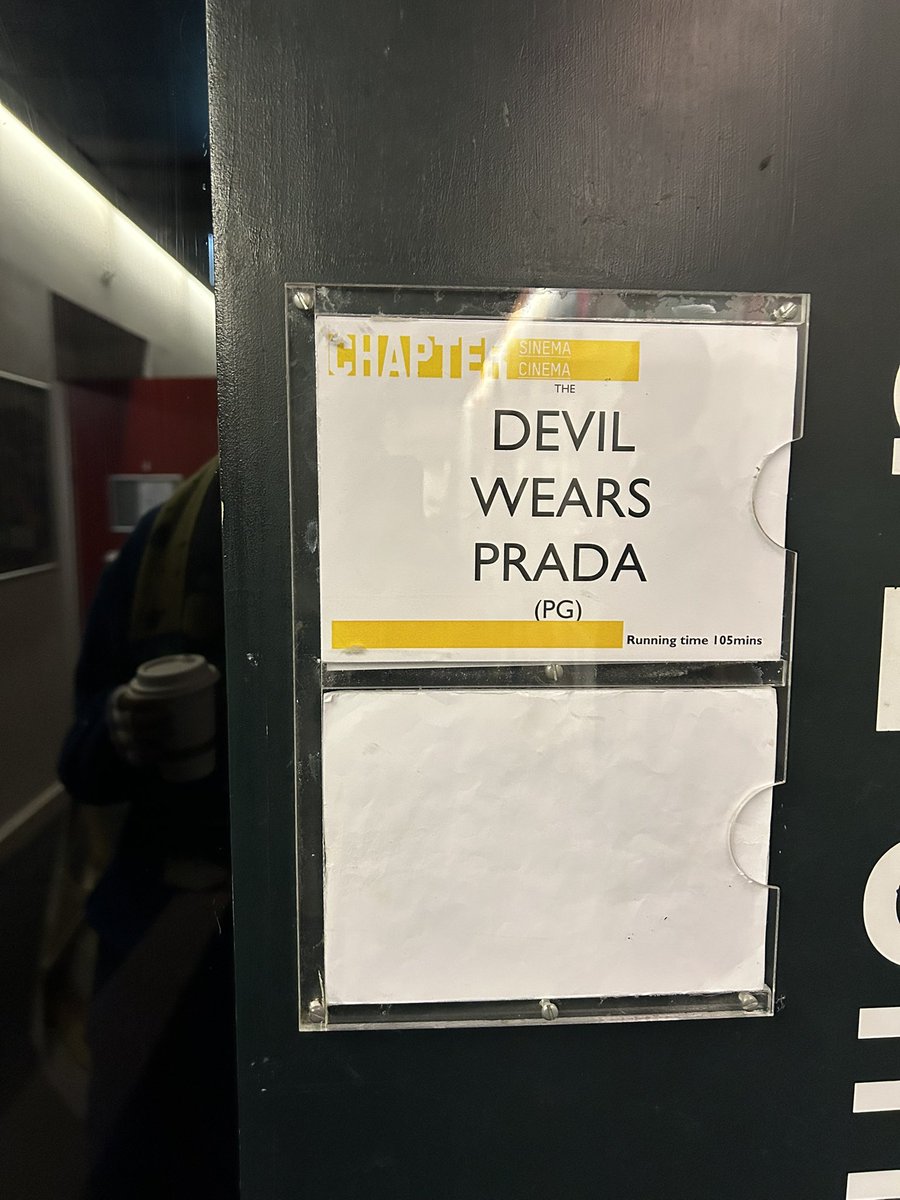 CHAPTER
SINEMA
CINEMA
THE
DEVIL
WEARS
PRADA
(PG)
Running time 105mins